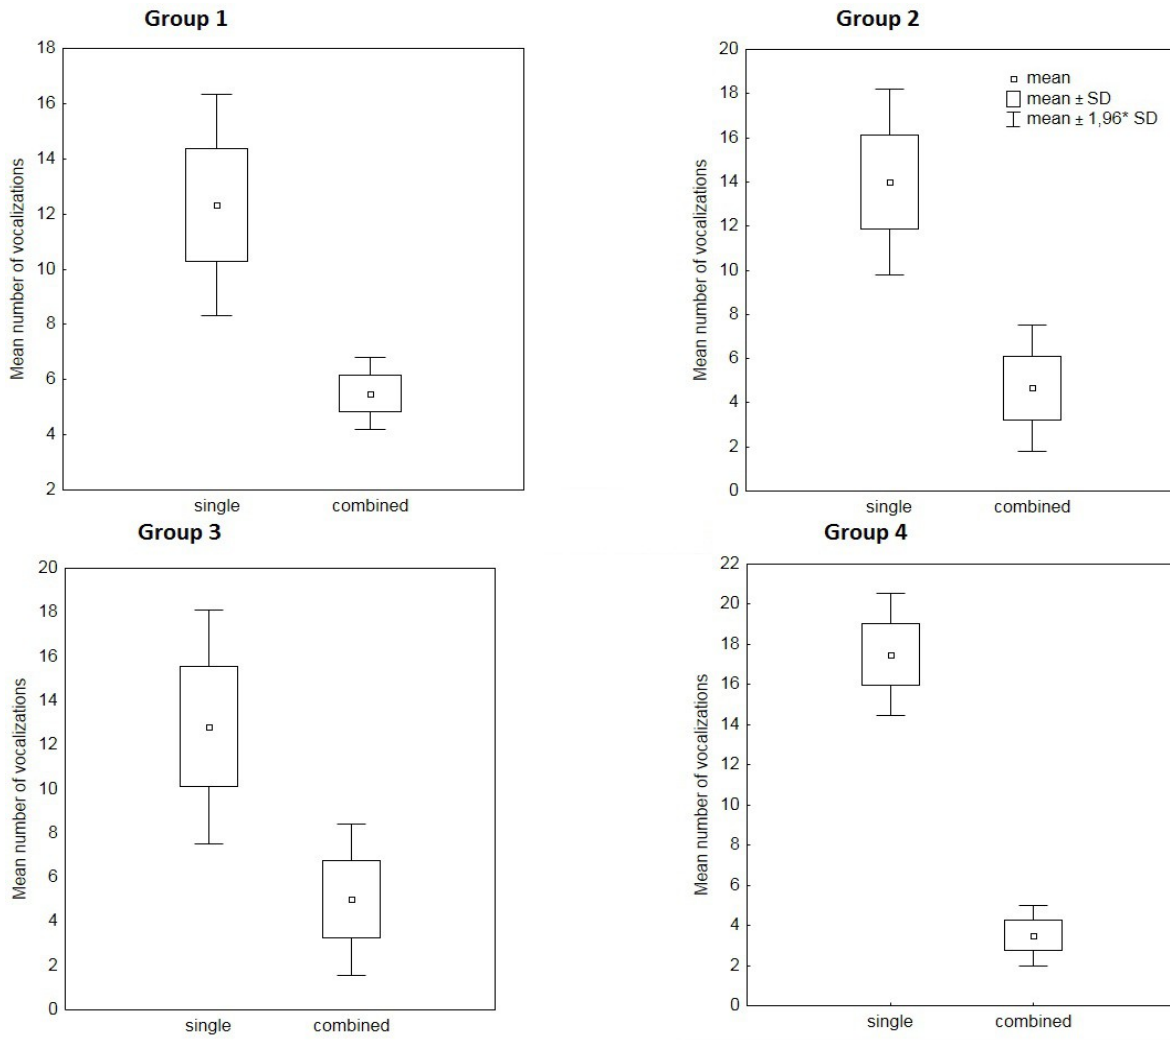 Group 1
18
16
14
12
10
8
6
4
2
Mean number of vocalizations
single combined
Group 2
20
18
16
14
12
10
8
6
4
2
0
Mean number of vocalizations
mean
mean ± SD
mean ± 1,96* SD
single combined
Group 3
20
18
16
14
12
10
8
6
4
2
0
Mean number of vocalizations
single combined
Group 4
22
20
18
16
14
12
10
8
6
4
2
0
Mean number of vocalizations
single combined